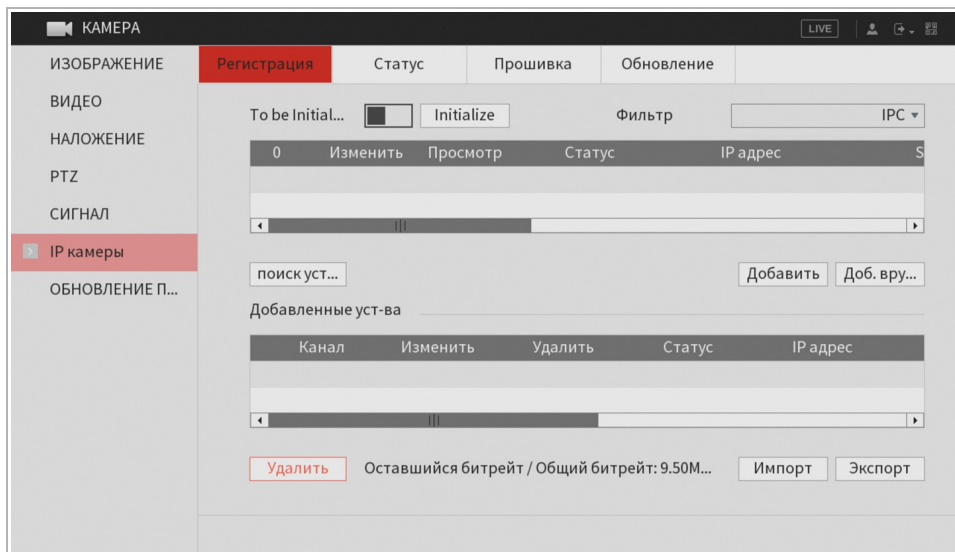 КАМЕРА
LIVE
ИЗОБРАЖЕНИЕ
ВИДЕО
НАЛОЖЕНИЕ
PTZ
СИГНАЛ
IP камеры
ОБНОВЛЕНИЕ П...
Регистрация Статус Прошивка Обновление
To be Initial... Initialize Фильтр IPC
0 Изменить Просмотр Статус IP адрес S
поиск уст... Добавить Доб. вру...
Добавленные уст-ва
Канал Изменить Удалить Статус IP адрес
Удалить Оставшийся битрейт / Общий битрейт: 9.50M... Импорт Экспорт